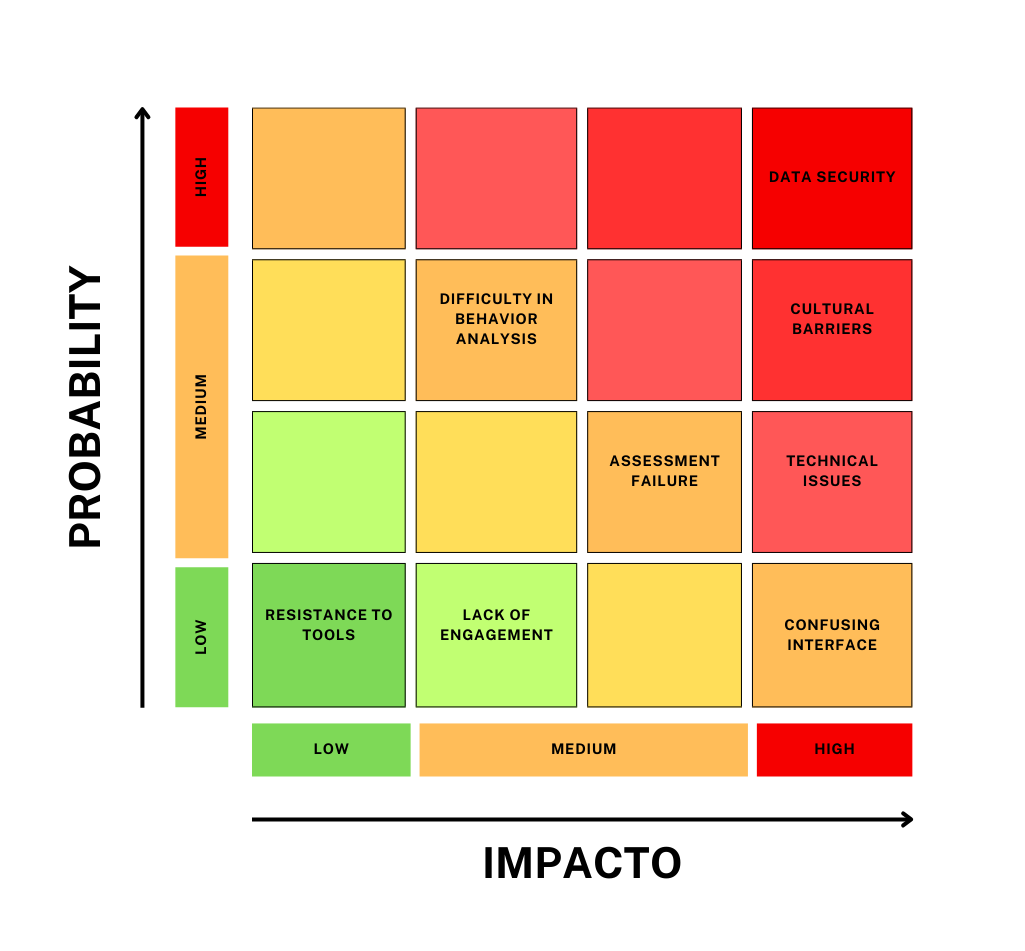 PROBABILITY
HIGH
MEDIUM
LOW
DATA SECURITY
DIFFICULTY IN
BEHAVIOR
ANALYSIS
CULTURAL
BARRIERS
ASSESSMENT
FAILURE
TECHNICAL
ISSUES
RESISTANCE TO
TOOLS
LACK OF
ENGAGEMENT
CONFUSING
INTERFACE
LOW
MEDIUM
HIGH
IMPACTO